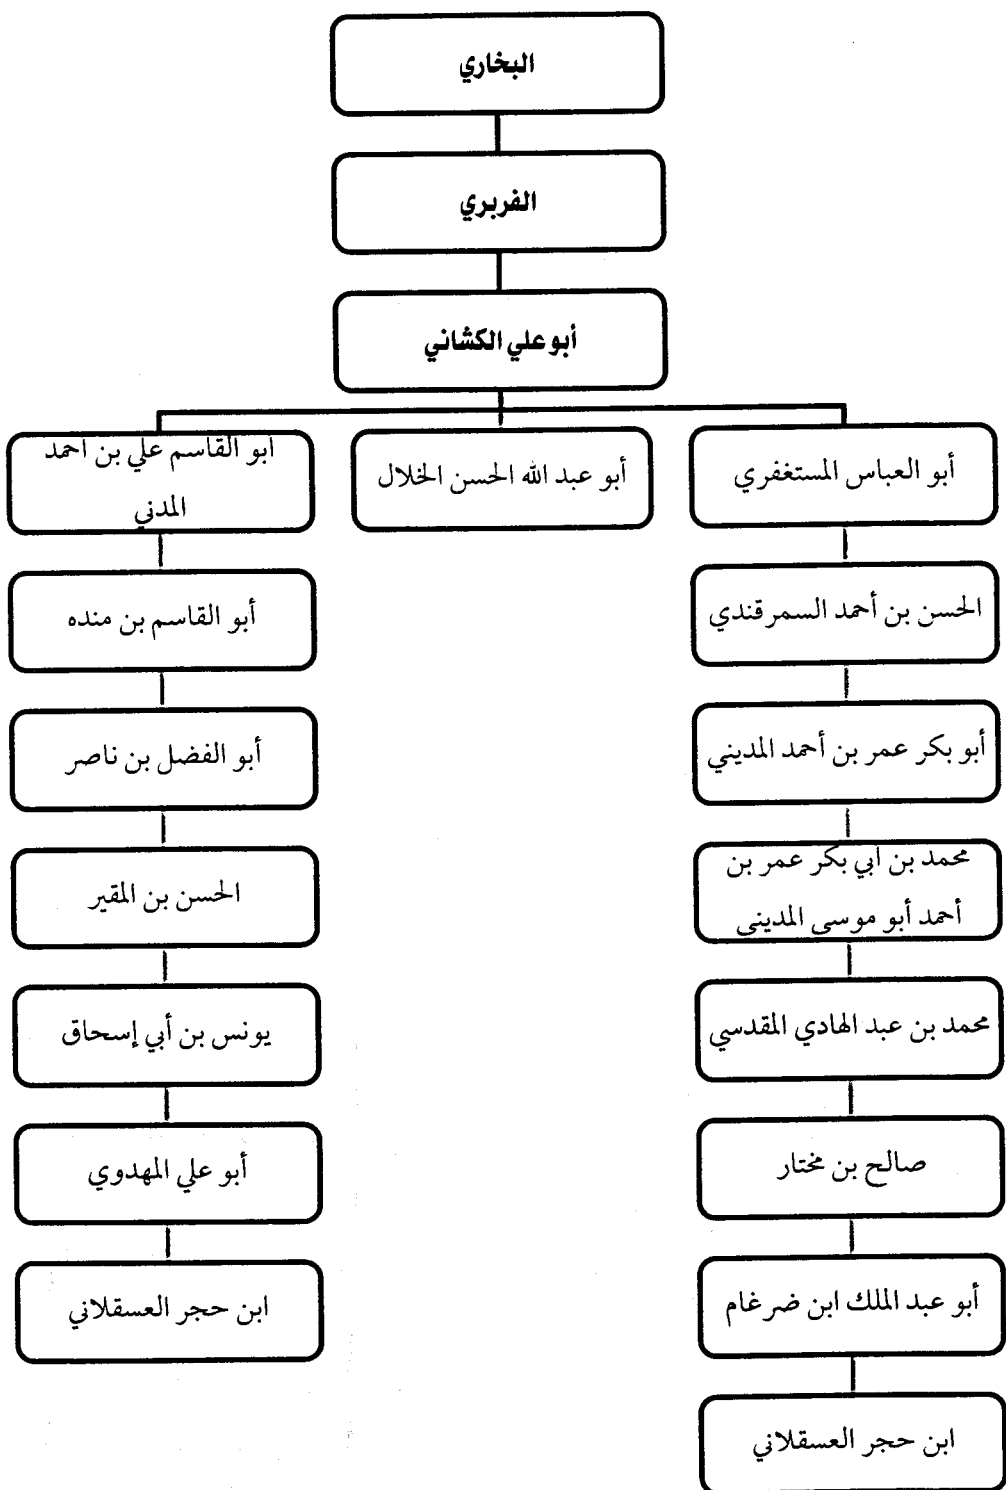 البخاري
الفربري
أبو علي الكشاني
أبو العباس المستغفري
الحسن بن أحمد السمرقندي
أبو بكر عمر بن أحمد المديني
محمد بن أبي بكر عمر بن
أحمد أبو موسى المديني
محمد بن عبد الهادي المقدسي
صالح بن مختار
أبو عبد الملك ابن ضرغام
ابن حجر العسقلاني
أبو عبد الله الحسن الخلال
ابو القاسم علي بن احمد
المدني
أبو القاسم بن منده
أبو الفضل بن ناصر
الحسن بن المقير
يونس بن أبي إسحاق
أبو علي المهدوي
ابن حجر العسقلاني